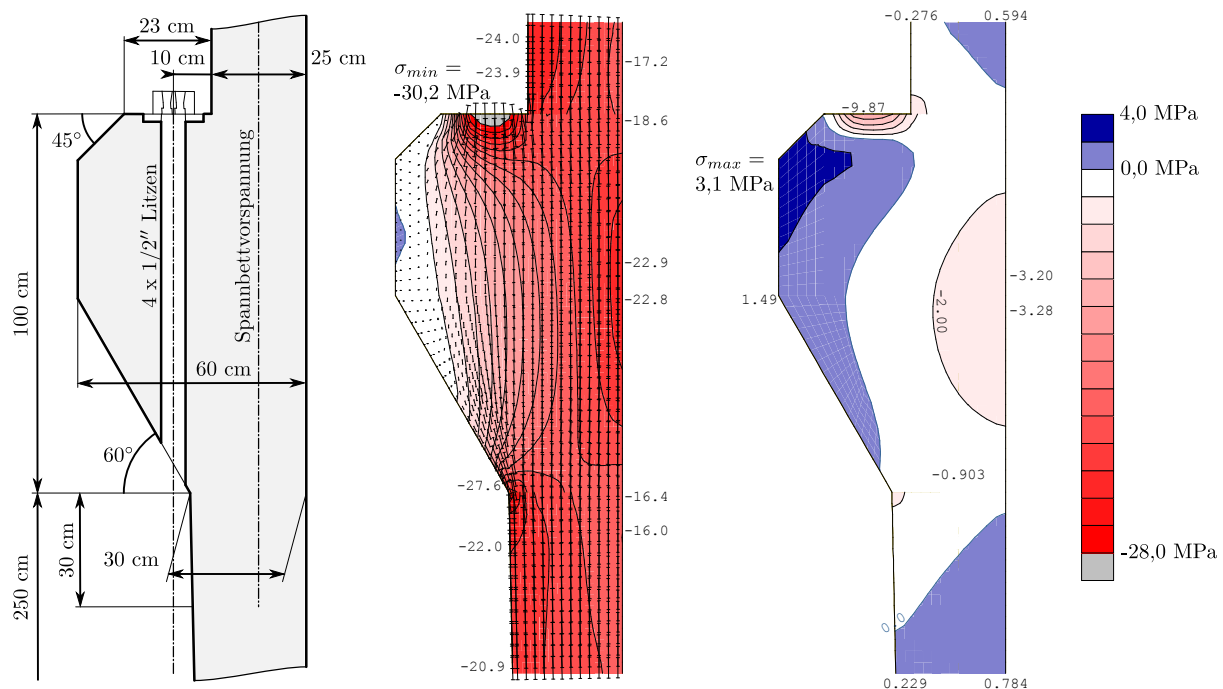 23 cm
10 cm
25 cm
45°
4 x 1/2″ Litzen
Spannbettvorspannung
100 cm
60 cm
60°
30 cm
30 cm
250 cm
-24.0
-23.9
σmin =
-30,2 MPa
-17.2
-18.6
-22.9
-22.8
-27.6
-16.4
-16.0
-22.0
-20.9
-0.276
0.594
-9.87
σmax =
3,1 MPa
-3.20
-3.28
-2.00
1.49
-0.903
0.0
0.229
0.784
4,0 MPa
0,0 MPa
-28,0 MPa